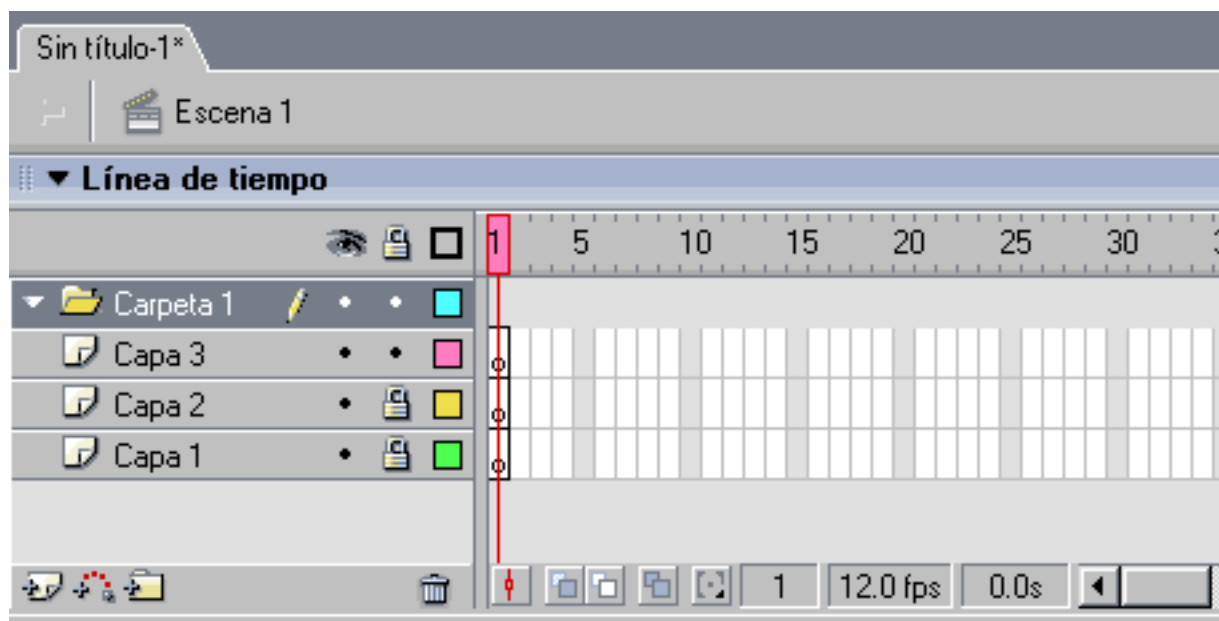 Sin título-1*
Escena 1
Línea de tiempo
1 5 10 15 20 25 30
Carpeta 1
Capa 3
Capa 2
Capa 1
1 12.0 fps 0.0s